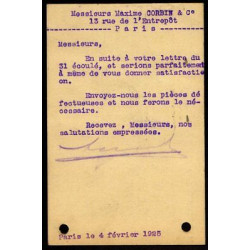 Messieurs Maxime CORBIN & Cº
13 rue de l'Entrepôt
Paris
Messieurs,
En suite à votre lettre du
31 écoulé, et serions parfaitement
à même de vous donner satisfacti
on.
Envoyez-nous les pièces dé
fectueuses et nous ferons le né-
cessaire.
Recevez , Messieurs, nos
salutations empressées.
Paris le 4 février 1925